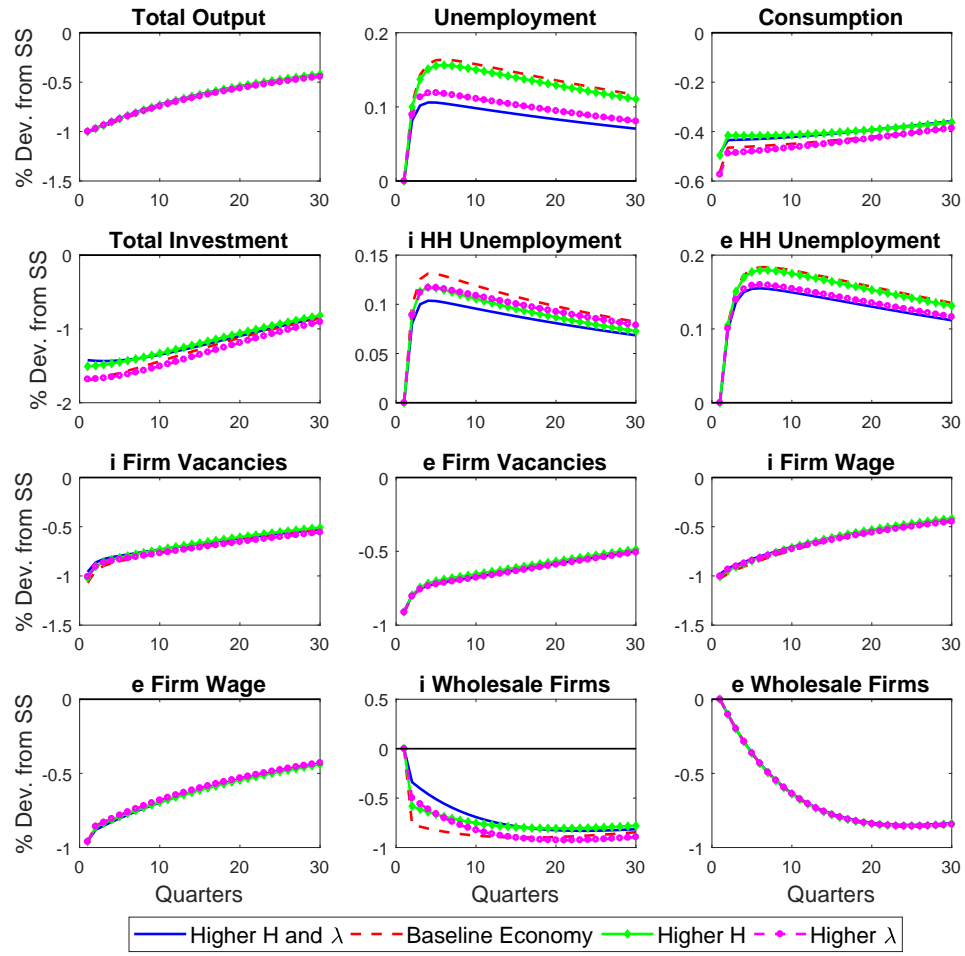 Total Output Unemployment Consumption
% Dev. from SS
0
-0.5
-1
-1.5
0 10 20 30
0.2
0.1
0
0 10 20 30
0
-0.2
-0.4
-0.6
0 10 20 30
Total Investment i HH Unemployment e HH Unemployment
% Dev. from SS
0
-1
-2
0 10 20 30
0.15
0.1
0.05
0
0 10 20 30
0.2
0.1
0
0 10 20 30
i Firm Vacancies e Firm Vacancies i Firm Wage
% Dev. from SS
0
-0.5
-1
-1.5
0 10 20 30
0
-0.5
-1
0 10 20 30
0
-0.5
-1
-1.5
0 10 20 30
e Firm Wage i Wholesale Firms e Wholesale Firms
% Dev. from SS
0
-0.5
-1
0 10 20 30
0.5
0
-0.5
-1
0 10 20 30
0
-0.5
-1
0 10 20 30
Quarters Quarters Quarters
Higher H and λ Baseline Economy Higher H Higher λ